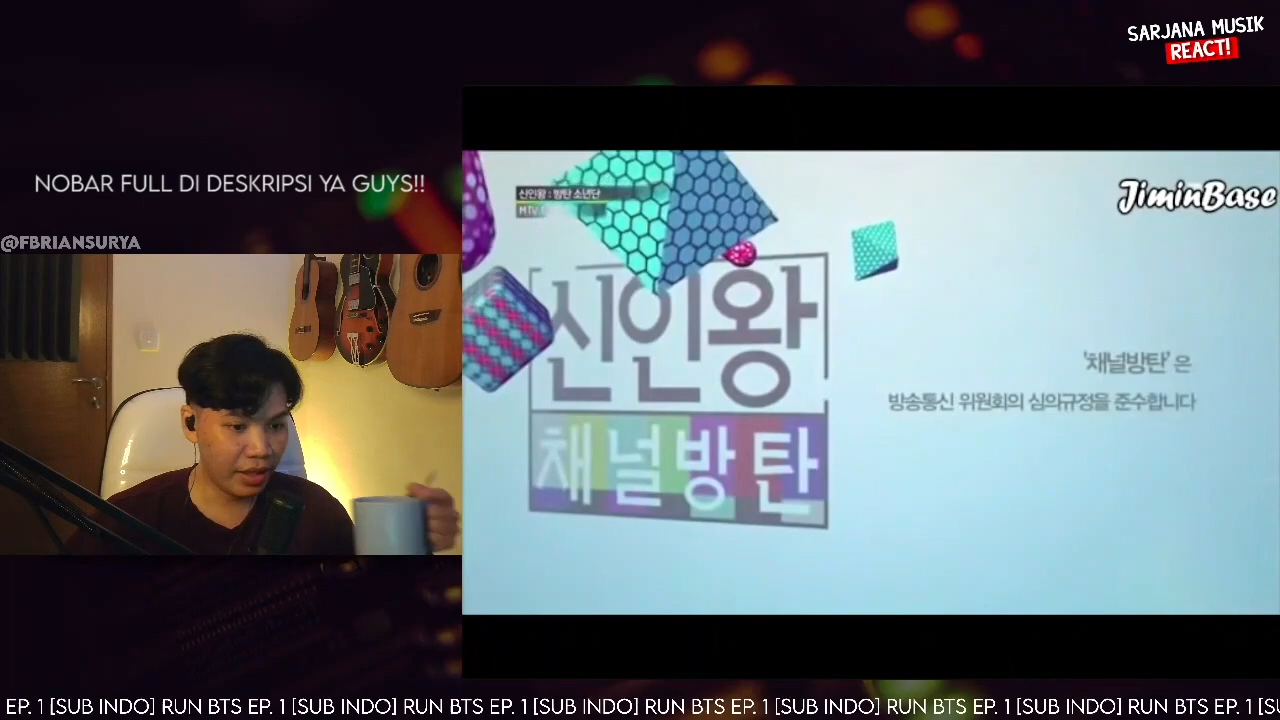 SARJANA MUSIK
REACT!
NOBAR FULL DI DESKRIPSI YA GUYS!!
@FBRIANSURYA
신인왕 : 방탄 소년단
MTV
JiminBase
신인왕
채널방탄
'채널방탄' 은
방송통신 위원회의 심의규정을 준수합니다
EP. 1 [SUB INDO] RUN BTS EP. 1 [SUB INDO] RUN BTS EP. 1 [SUB INDO] RUN BTS EP. 1 [SUB INDO] RUN BTS EP. 1 [SUB INDO] RUN BTS EP. 1 [SUB INDO] RUN BTS EP. 1 [SU